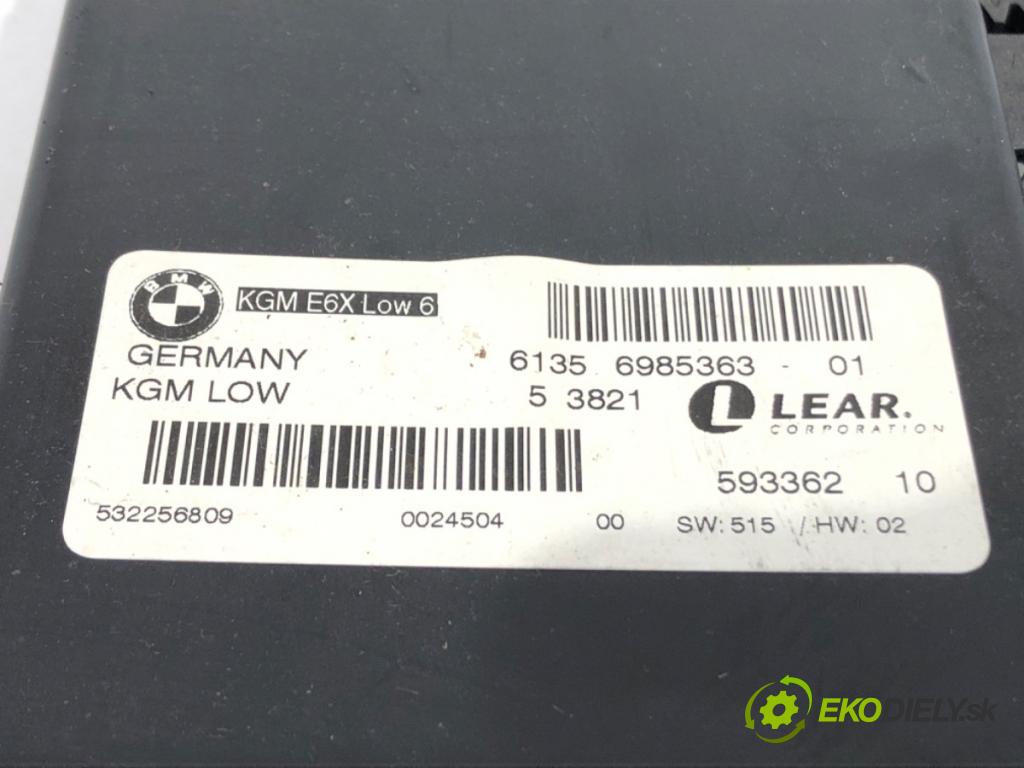 BMW KGM E6X Low 6
GERMANY 6135 6985363 - 01
KGM LOW 5 3821 L LEAR.
CORPORATION
593362 10
532256809 0024504 00 SW: 515 / HW: 02
EKODIELY.sk